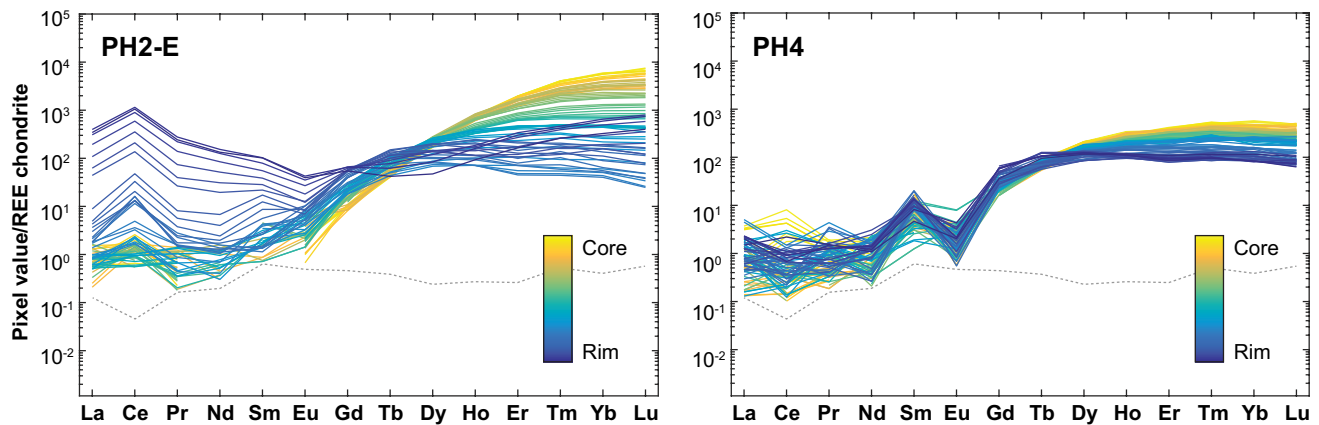 PH2-E
Pixel value/REE chondrite
10^5
10^4
10^3
10^2
10^1
10^0
10^-1
10^-2
Core
Rim
La Ce Pr Nd Sm Eu Gd Tb Dy Ho Er Tm Yb Lu
PH4
10^5
10^4
10^3
10^2
10^1
10^0
10^-1
10^-2
Core
Rim
La Ce Pr Nd Sm Eu Gd Tb Dy Ho Er Tm Yb Lu